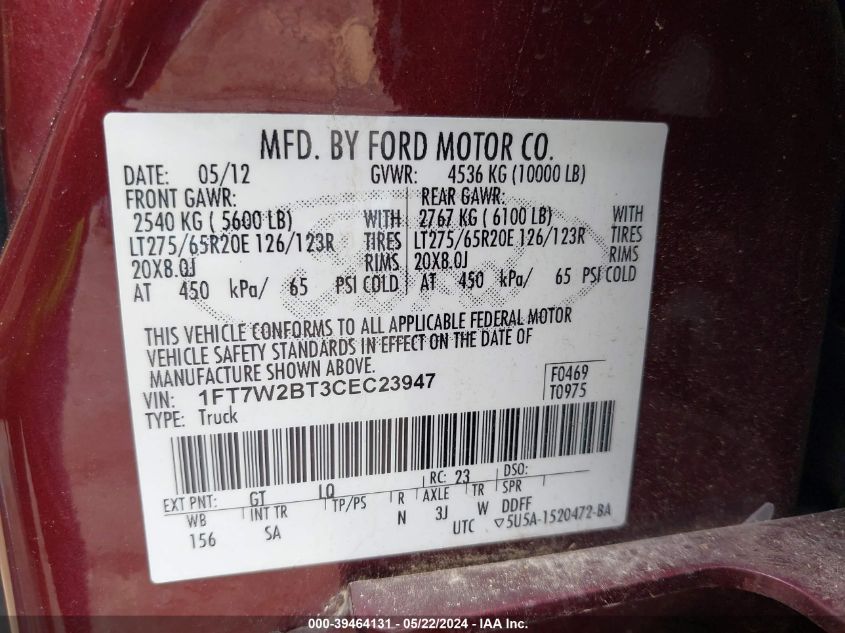 MFD. BY FORD MOTOR CO.
DATE: 05/12 GVWR: 4536 KG (10000 LB)
FRONT GAWR: REAR GAWR:
2540 KG ( 5600 LB) WITH 2767 KG ( 6100 LB) WITH
LT275/65R20E 126/123R TIRES LT275/65R20E 126/123R TIRES
20X8.0J RIMS 20X8.0J RIMS
AT 450 kPa/ 65 PSI COLD AT 450 kPa/ 65 PSI COLD
THIS VEHICLE CONFORMS TO ALL APPLICABLE FEDERAL MOTOR
VEHICLE SAFETY STANDARDS IN EFFECT ON THE DATE OF
MANUFACTURE SHOWN ABOVE.
VIN: 1FT7W2BT3CEC23947 F0469
TYPE: Truck T0975
EXT PNT: GT LQ RC: 23 DSO:
WB INT TR TP/PS R AXLE TR SPR
156 SA N 3J W DDFF
UTC ▽5U5A-1520472-BA
000-39464131 - 05/22/2024 - IAA Inc.